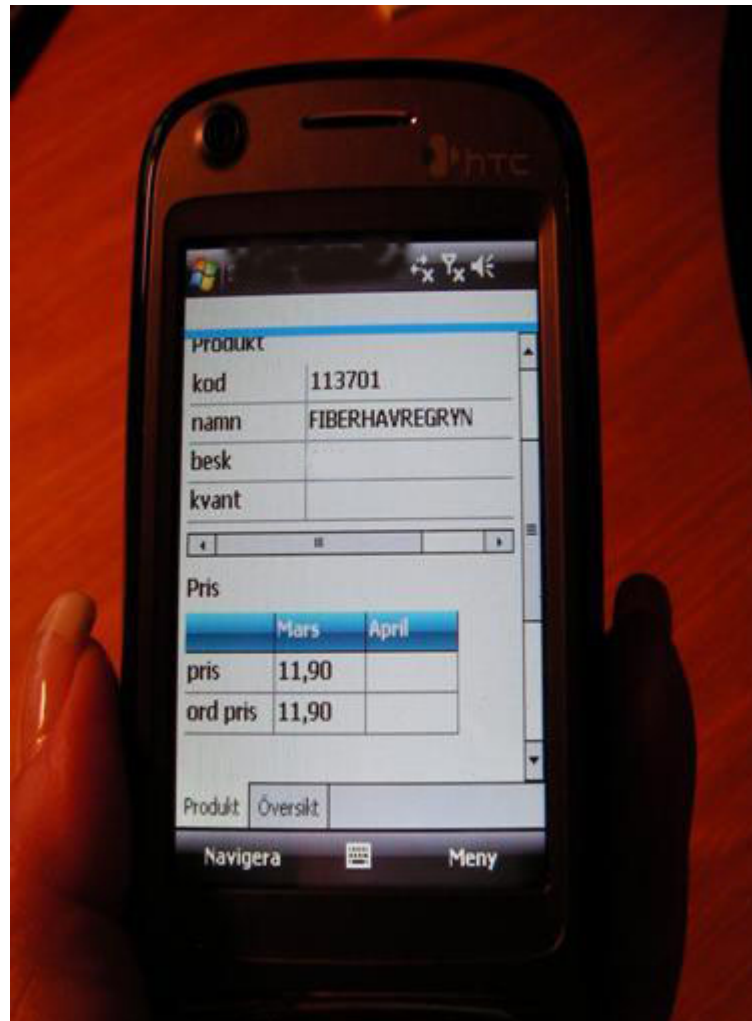 hTC
Produkt
kod 113701
namn FIBERHAVREGRYN
besk
kvant
Pris
Mars April
pris 11,90
ord pris 11,90
Produkt Översikt
Navigera Meny